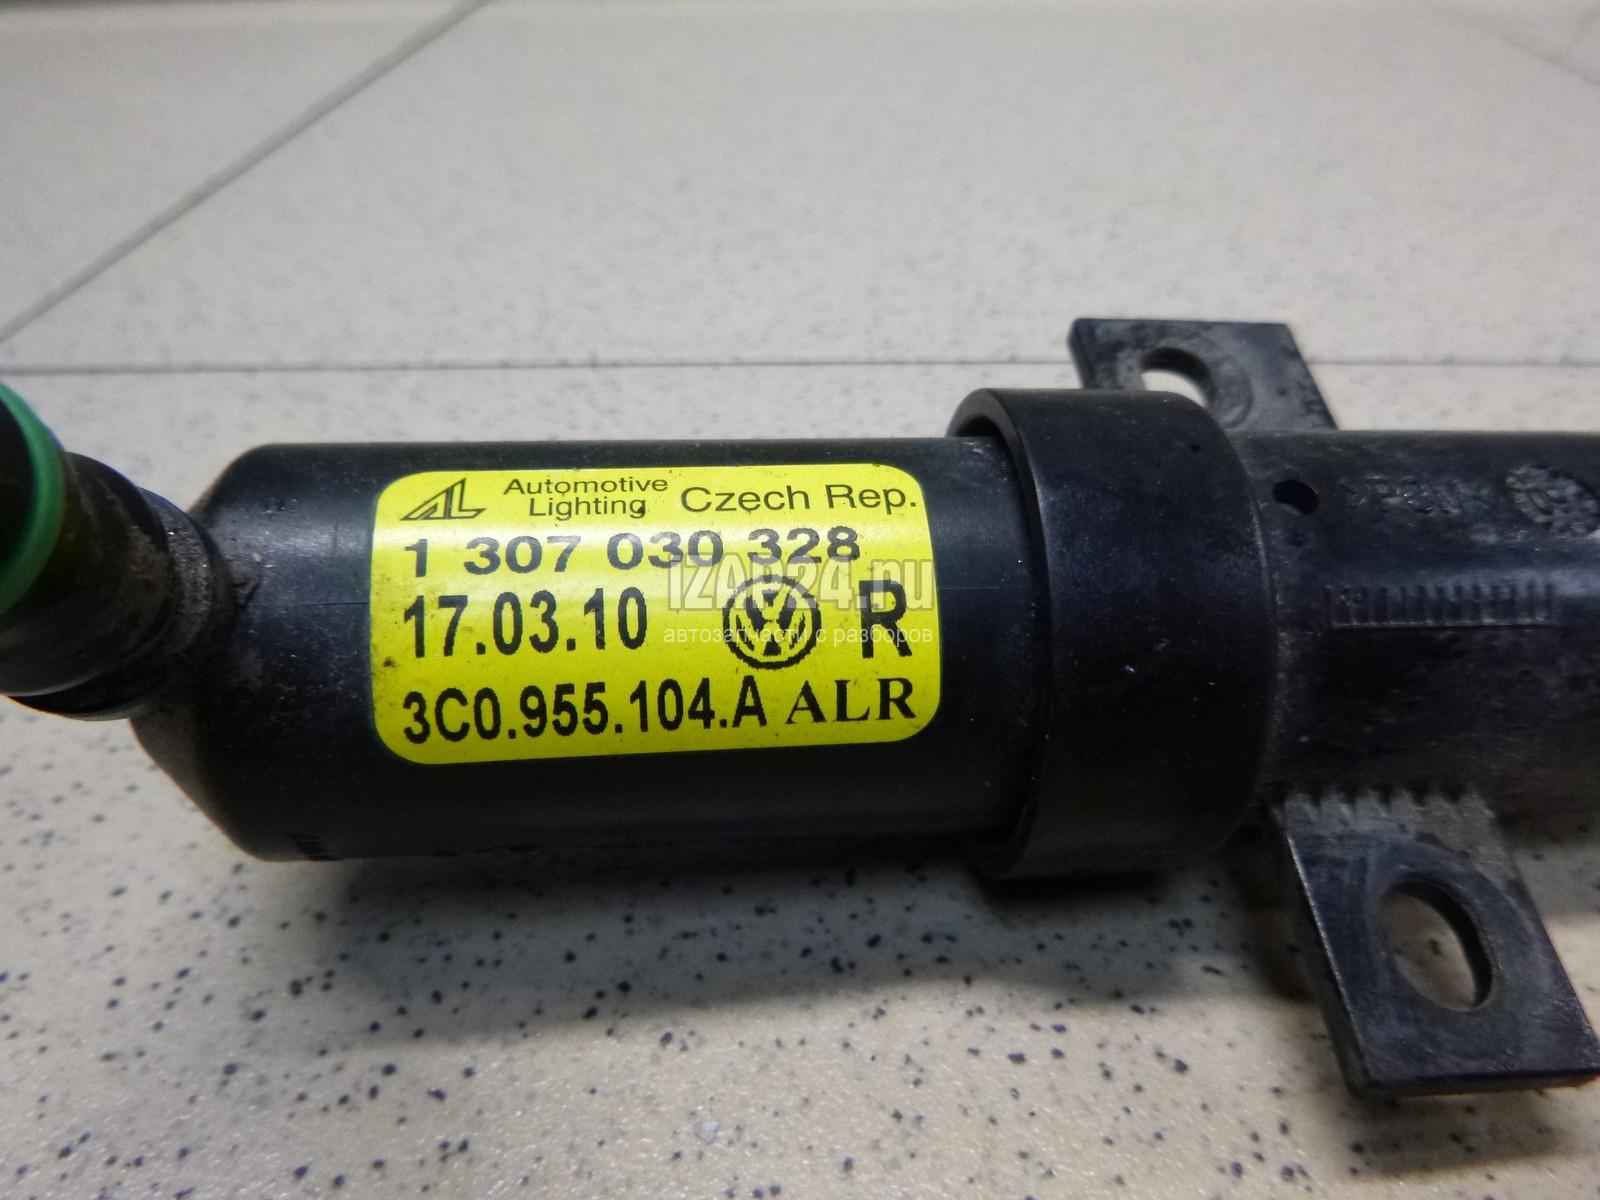 Automotive
Lighting Czech Rep.
1 307 030 328
17.03.10 R
3C0.955.104.A ALR
IZAP24.ru
автозапчасти с разборов